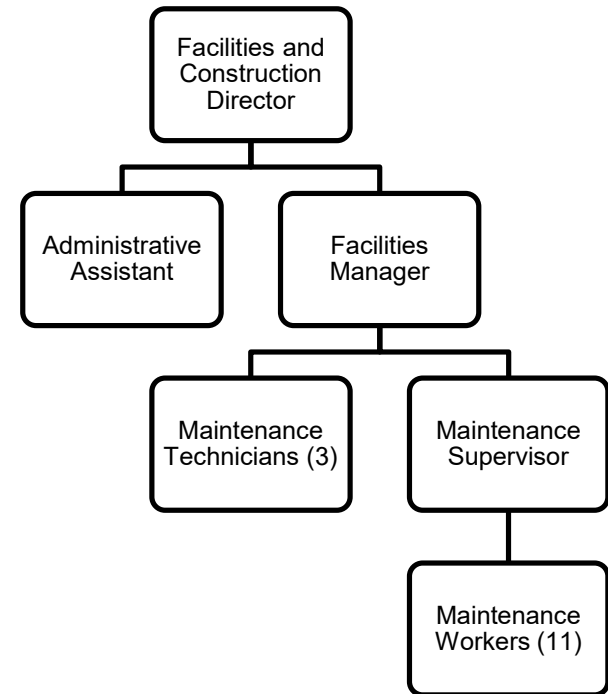 Facilities and
Construction
Director
Administrative
Assistant
Facilities
Manager
Maintenance
Technicians (3)
Maintenance
Supervisor
Maintenance
Workers (11)